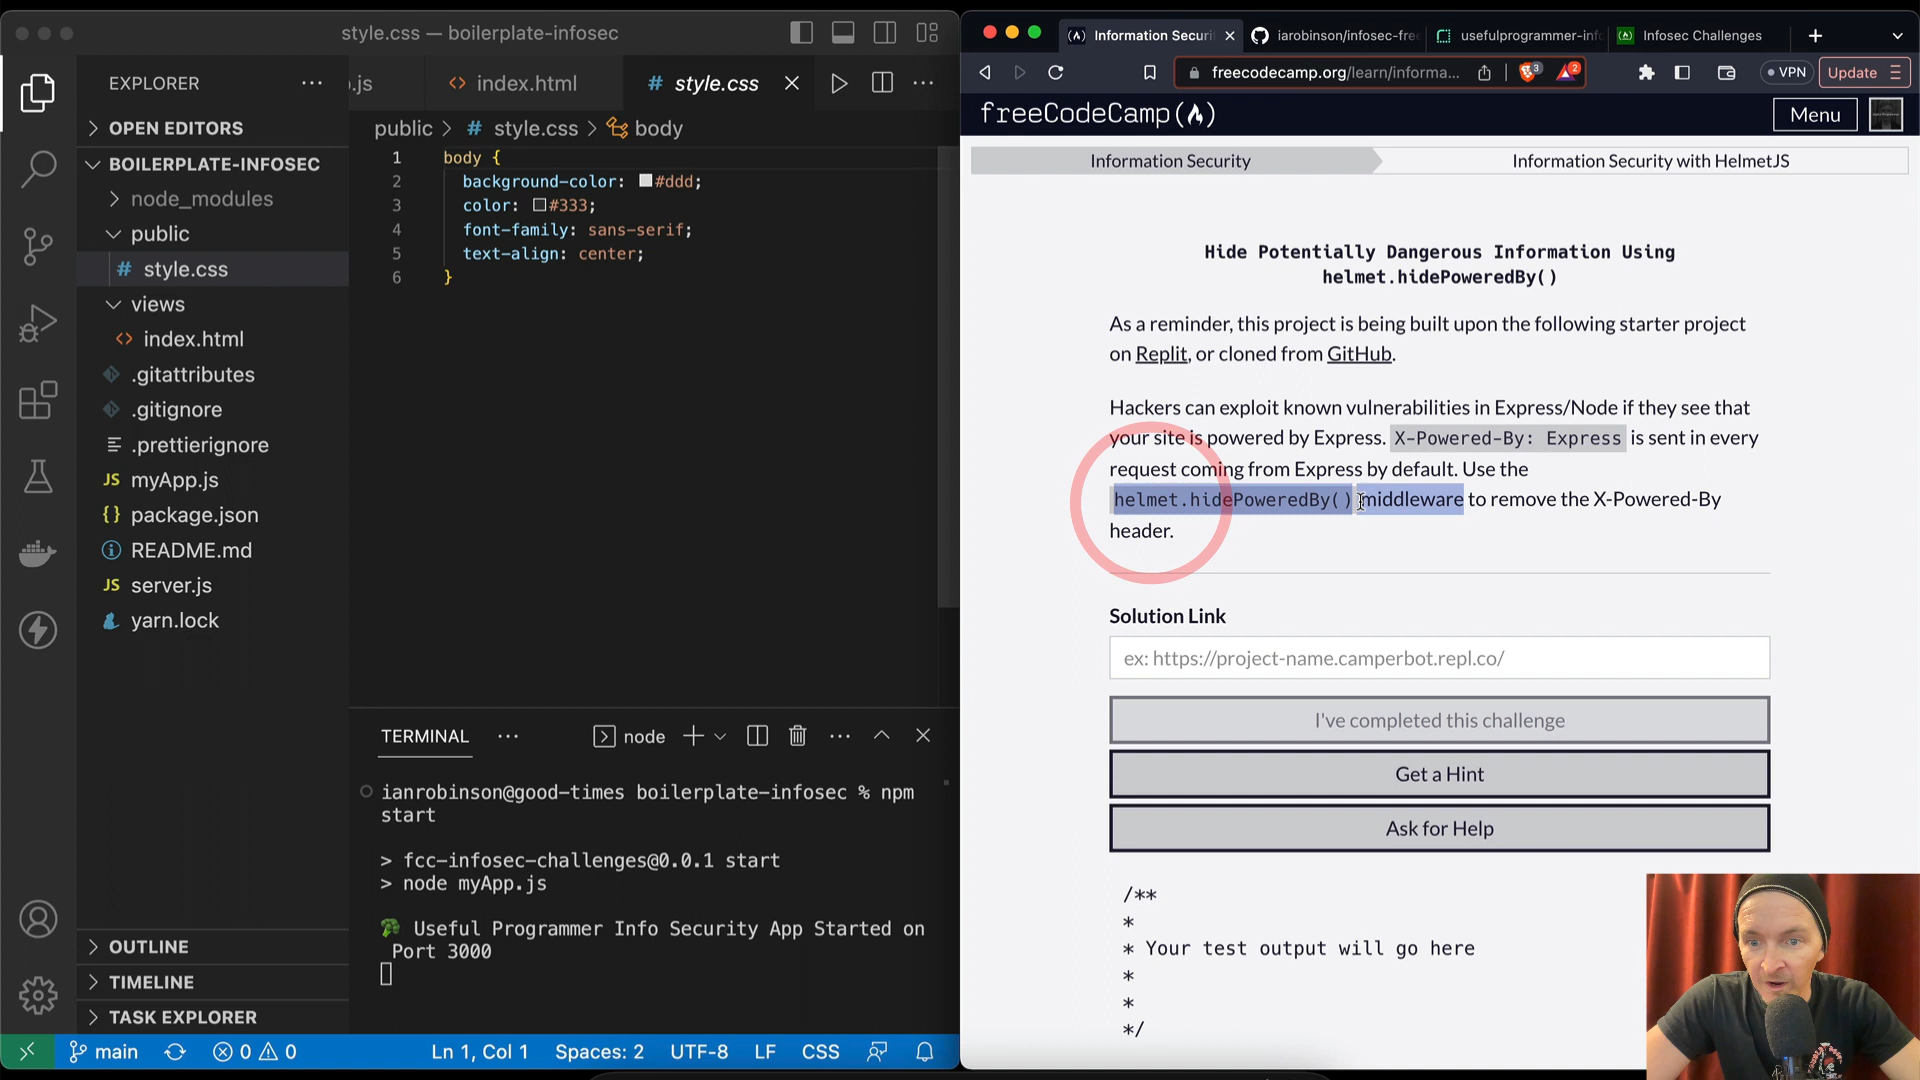 style.css — boilerplate-infosec
EXPLORER
OPEN EDITORS
BOILERPLATE-INFOSEC
node_modules
public
# style.css
views
<> index.html
.gitattributes
.gitignore
.prettierignore
JS myApp.js
{} package.json
README.md
JS server.js
yarn.lock
OUTLINE
TIMELINE
TASK EXPLORER
.js
<> index.html
# style.css
public > # style.css > body
1 body {
2 background-color: #ddd;
3 color: #333;
4 font-family: sans-serif;
5 text-align: center;
6 }
TERMINAL
node
ianrobinson@good-times boilerplate-infosec % npm
start
> fcc-infosec-challenges@0.0.1 start
> node myApp.js
Useful Programmer Info Security App Started on
Port 3000
main
0 0
Ln 1, Col 1
Spaces: 2
UTF-8
LF
CSS
Information Securi
iarobinson/infosec-free
usefulprogrammer-info
Infosec Challenges
freecodecamp.org/learn/informa...
3
2
VPN
Update
freeCodeCamp
Menu
Information Security
Information Security with HelmetJS
Hide Potentially Dangerous Information Using
helmet.hidePoweredBy()
As a reminder, this project is being built upon the following starter project
on Replit, or cloned from GitHub.
Hackers can exploit known vulnerabilities in Express/Node if they see that
your site is powered by Express. X-Powered-By: Express is sent in every
request coming from Express by default. Use the
helmet.hidePoweredBy() middleware to remove the X-Powered-By
header.
Solution Link
ex: https://project-name.camperbot.repl.co/
I've completed this challenge
Get a Hint
Ask for Help
/**
*
* Your test output will go here
*
*
*/